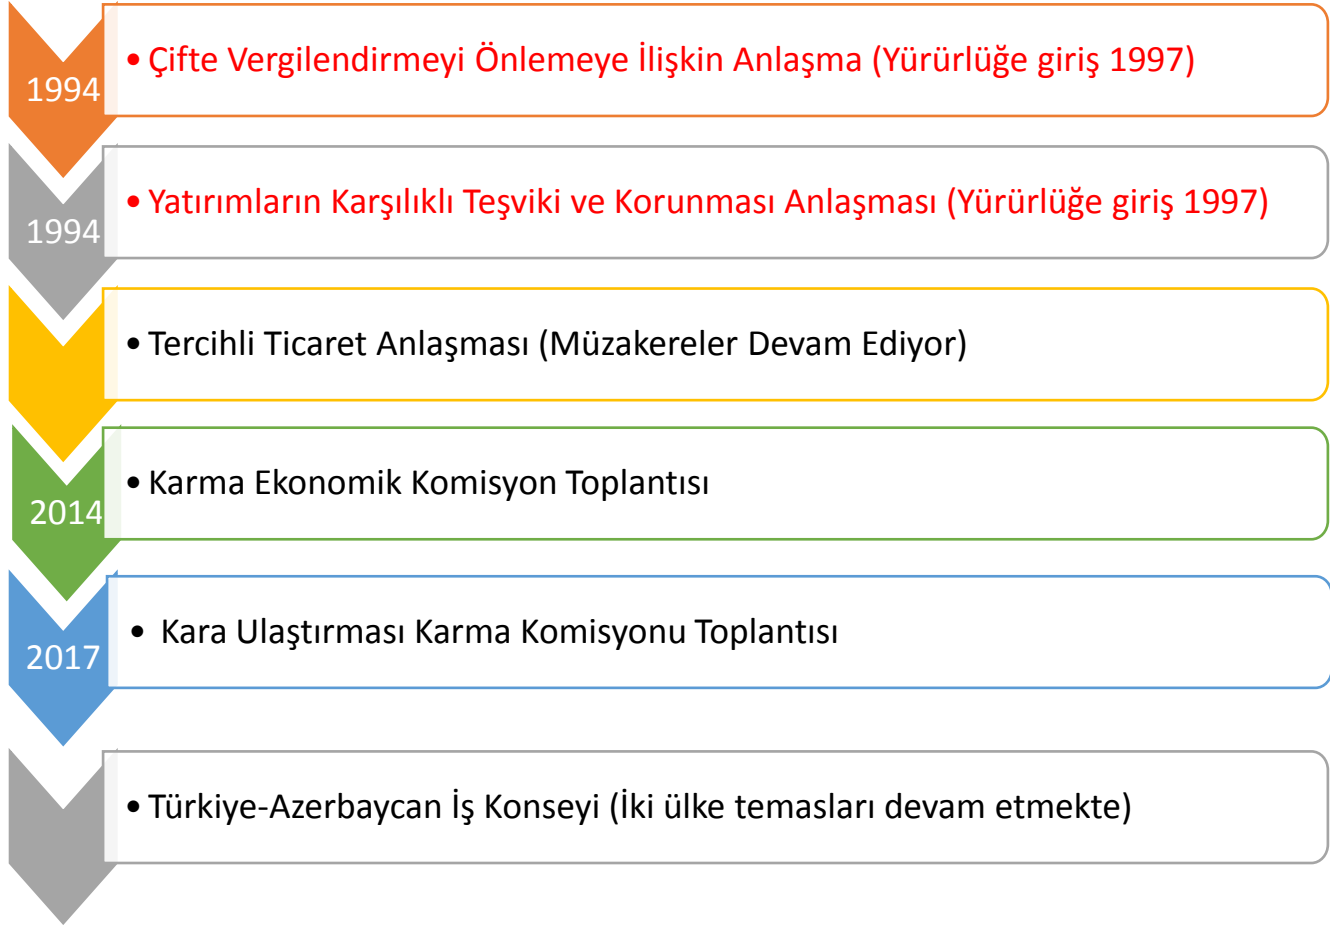 1994
• Çifte Vergilendirmeyi Önlemeye İlişkin Anlaşma (Yürürlüğe giriş 1997)
1994
• Yatırımların Karşılıklı Teşviki ve Korunması Anlaşması (Yürürlüğe giriş 1997)
• Tercihli Ticaret Anlaşması (Müzakereler Devam Ediyor)
2014
• Karma Ekonomik Komisyon Toplantısı
2017
• Kara Ulaştırması Karma Komisyonu Toplantısı
• Türkiye-Azerbaycan İş Konseyi (İki ülke temasları devam etmekte)